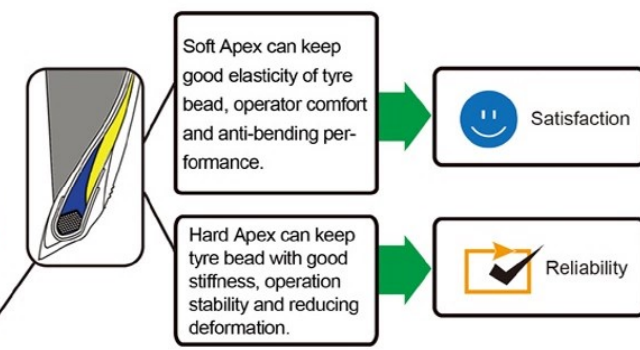 Soft Apex can keep
good elasticity of tyre
bead, operator comfort
and anti-bending per-
formance.
Satisfaction
Hard Apex can keep
tyre bead with good
stiffness, operation
stability and reducing
deformation.
Reliability